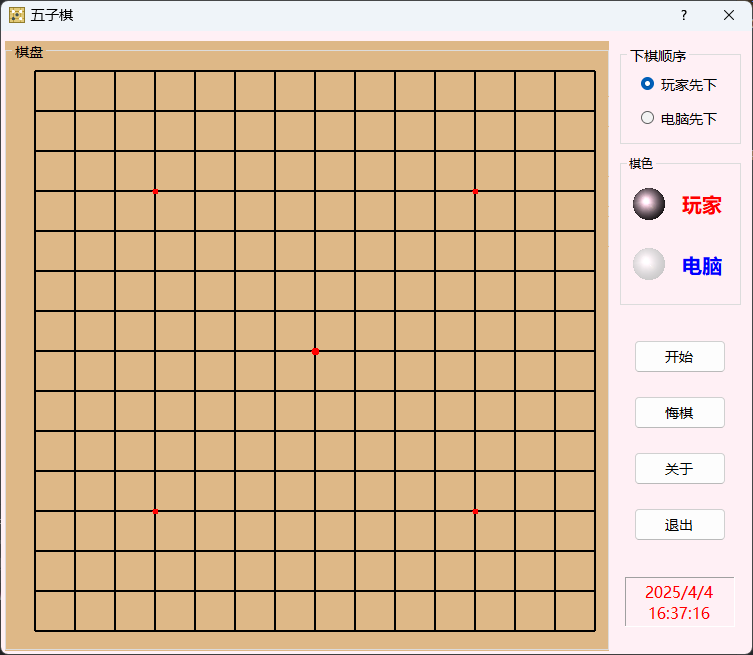 五子棋
?
棋盘
下棋顺序
玩家先下
电脑先下
棋色
玩家
电脑
开始
悔棋
关于
退出
2025/4/4
16:37:16